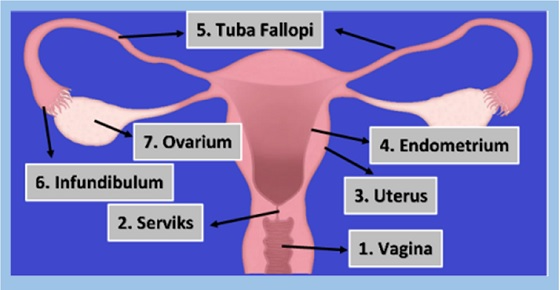 5. Tuba Fallopi
7. Ovarium
4. Endometrium
6. Infundibulum
3. Uterus
2. Serviks
1. Vagina